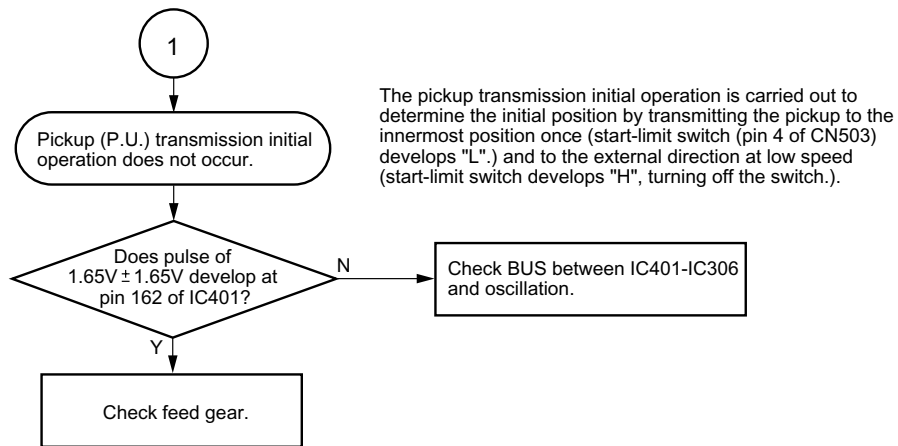 1
Pickup (P.U.) transmission initial
operation does not occur.
The pickup transmission initial operation is carried out to
determine the initial position by transmitting the pickup to the
innermost position once (start-limit switch (pin 4 of CN503)
develops "L".) and to the external direction at low speed
(start-limit switch develops "H", turning off the switch.).
Does pulse of
1.65V ± 1.65V develop at
pin 162 of IC401?
N
Check BUS between IC401-IC306
and oscillation.
Y
Check feed gear.